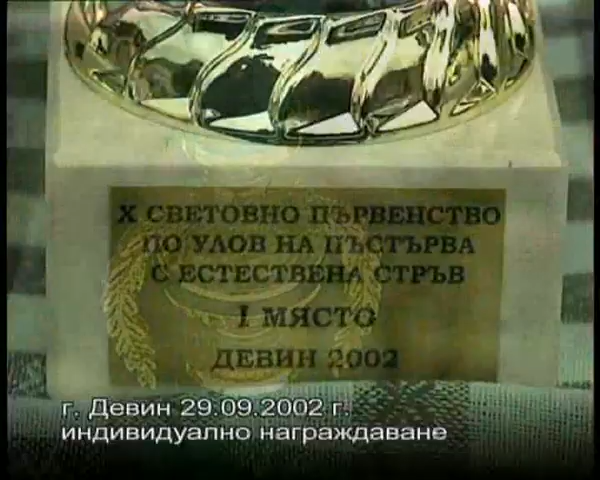 X СВЕТОВНО ПЪРВЕНСТВО
ПО УЛОВ НА ПЪСТЪРВА
С ЕСТЕСТВЕНА СТРЪВ
I МЯСТО
ДЕВИН 2002
г. Девин 29.09.2002 г.
индивидуално награждаване